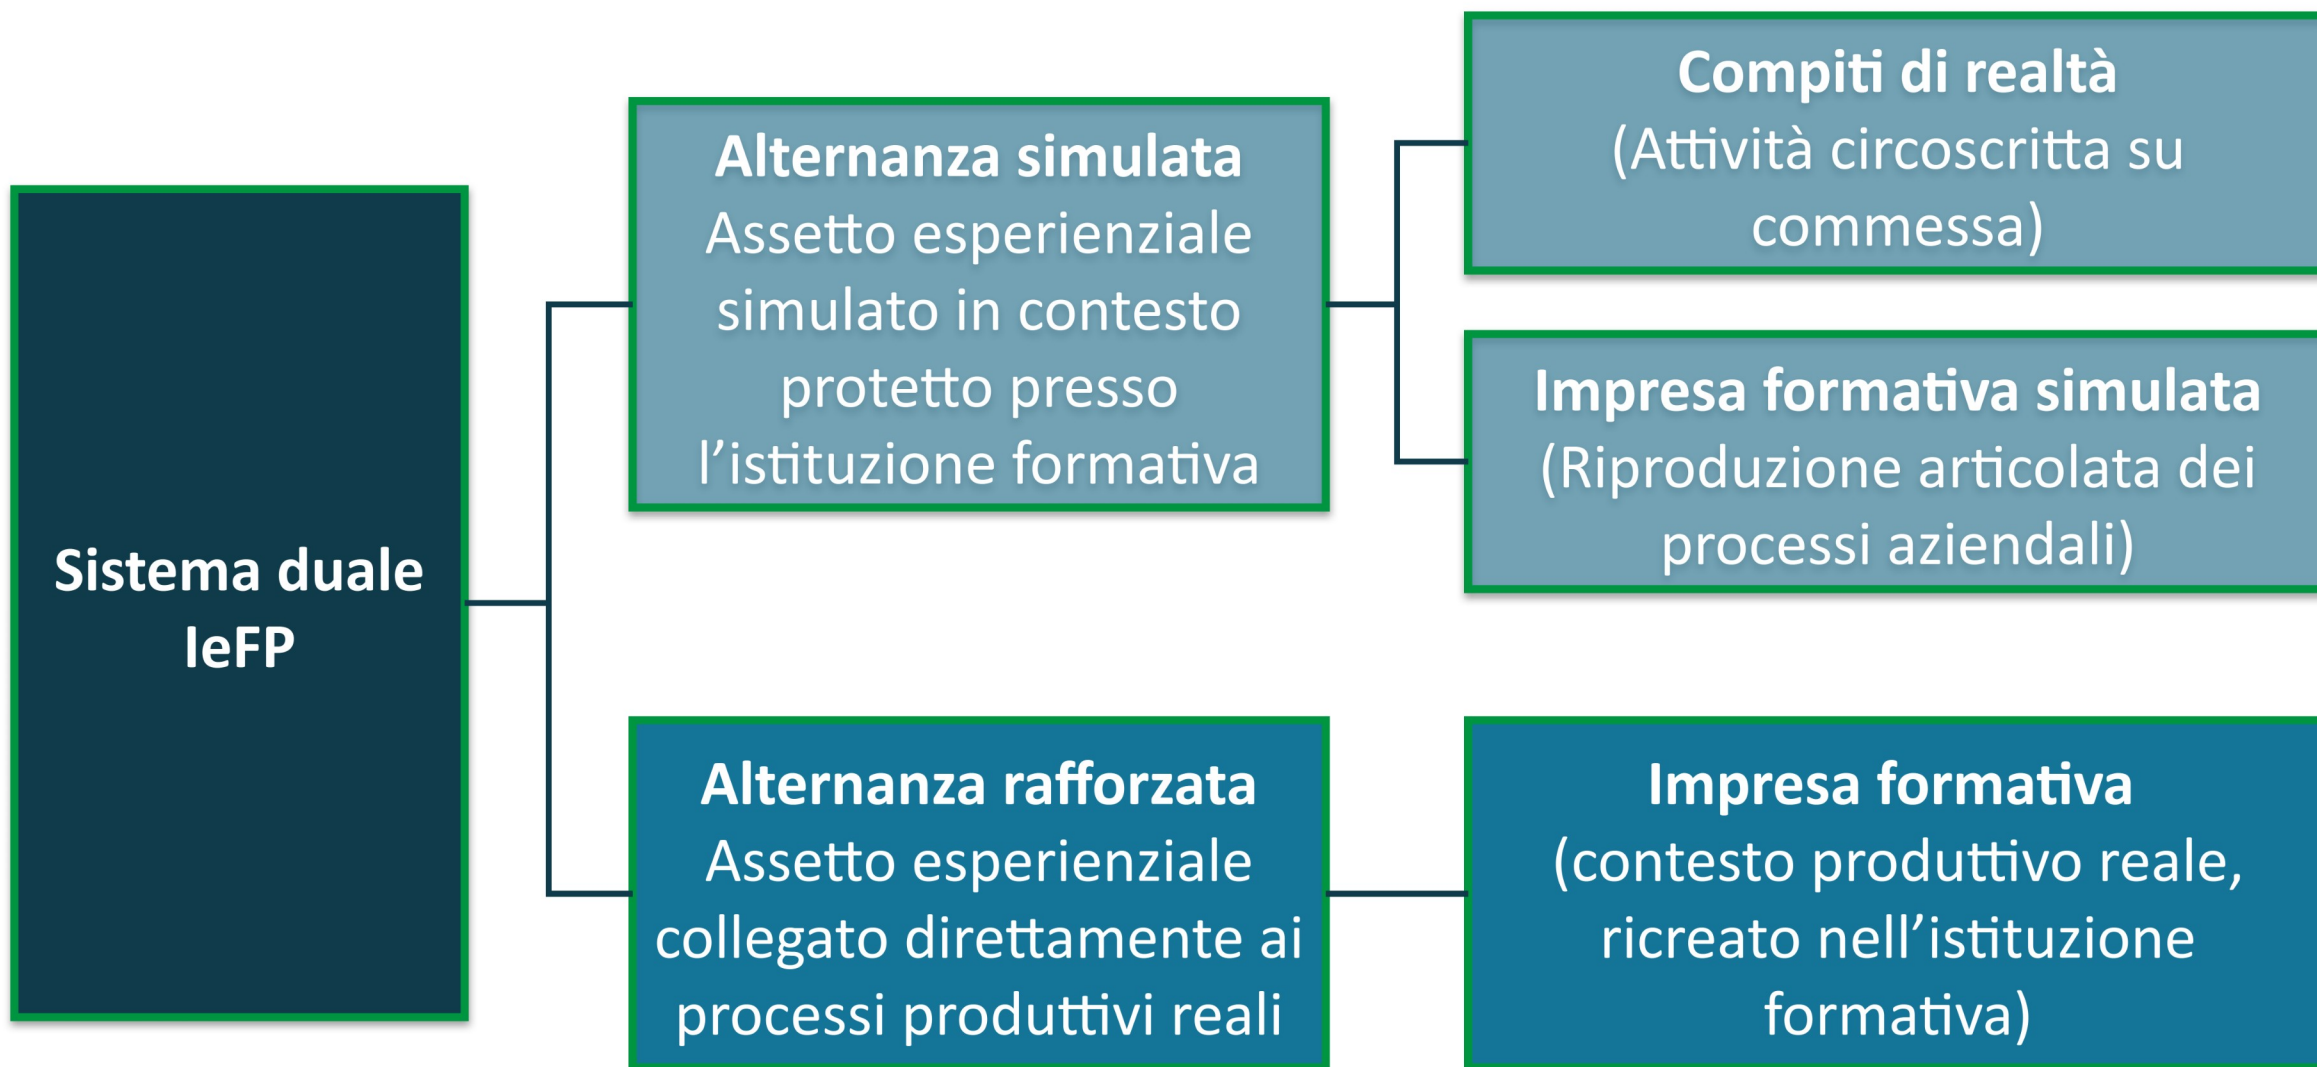 Sistema duale
IeFP
Alternanza simulata
Assetto esperienziale
simulato in contesto
protetto presso
l’istituzione formativa
Compiti di realtà
(Attività circoscritta su
commessa)
Impresa formativa simulata
(Riproduzione articolata dei
processi aziendali)
Alternanza rafforzata
Assetto esperienziale
collegato direttamente ai
processi produttivi reali
Impresa formativa
(contesto produttivo reale,
ricreato nell’istituzione
formativa)